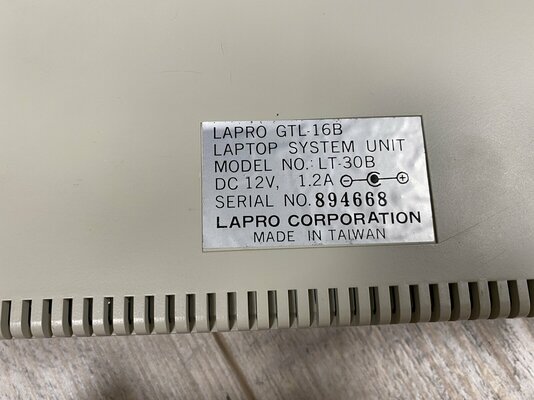 LAPRO GTL-16B
LAPTOP SYSTEM UNIT
MODEL NO.: LT-30B
DC 12V, 1.2A
SERIAL NO. 894668
LAPRO CORPORATION
MADE IN TAIWAN